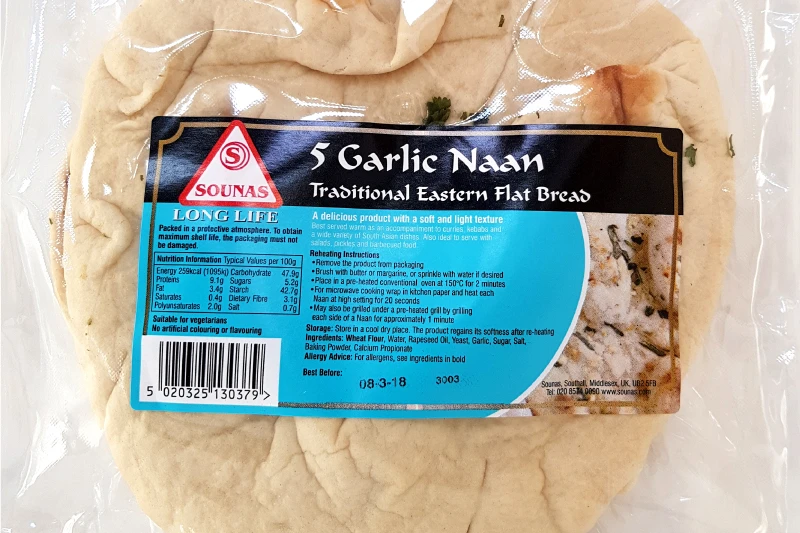 S
SOUNAS
5 Garlic Naan
Traditional Eastern Flat Bread
LONG LIFE
Packed in a protective atmosphere. To obtain
maximum shelf life, the packaging must not
be damaged.
Nutrition Information Typical Values per 100g
Energy 259kcal (1095kj) Carbohydrate 47.9g
Proteins 9.1g Sugars 5.2g
Fat 3.4g Starch 42.7g
Saturates 0.4g Dietary Fibre 3.1g
Polyunsaturates 2.0g Salt 0.7g
Suitable for vegetarians
No artificial colouring or flavouring
5 020325 130379 >
A delicious product with a soft and light texture
Best served warm as an accompaniment to curries, kebabs and
a wide variety of South Asian dishes. Also ideal to serve with
salads, pickles and barbecued food.
Reheating Instructions
•Remove the product from packaging
•Brush with butter or margarine, or sprinkle with water if desired
•Place in a pre-heated conventional oven at 150°C for 2 minutes
•For microwave cooking wrap in kitchen paper and heat each
Naan at high setting for 20 seconds
•May also be grilled under a pre-heated grill by grilling
each side of a Naan for approximately 1 minute
Storage: Store in a cool dry place. The product regains its softness after re-heating
Ingredients: Wheat Flour, Water, Rapeseed Oil, Yeast, Garlic, Sugar, Salt,
Baking Powder, Calcium Propionate
Allergy Advice: For allergens, see ingredients in bold
Best Before:
08-3-18 3003
Sounas, Southall, Middlesex, UK, UB2 5FB
Tel: 020 8574 0890 www.sounas.com